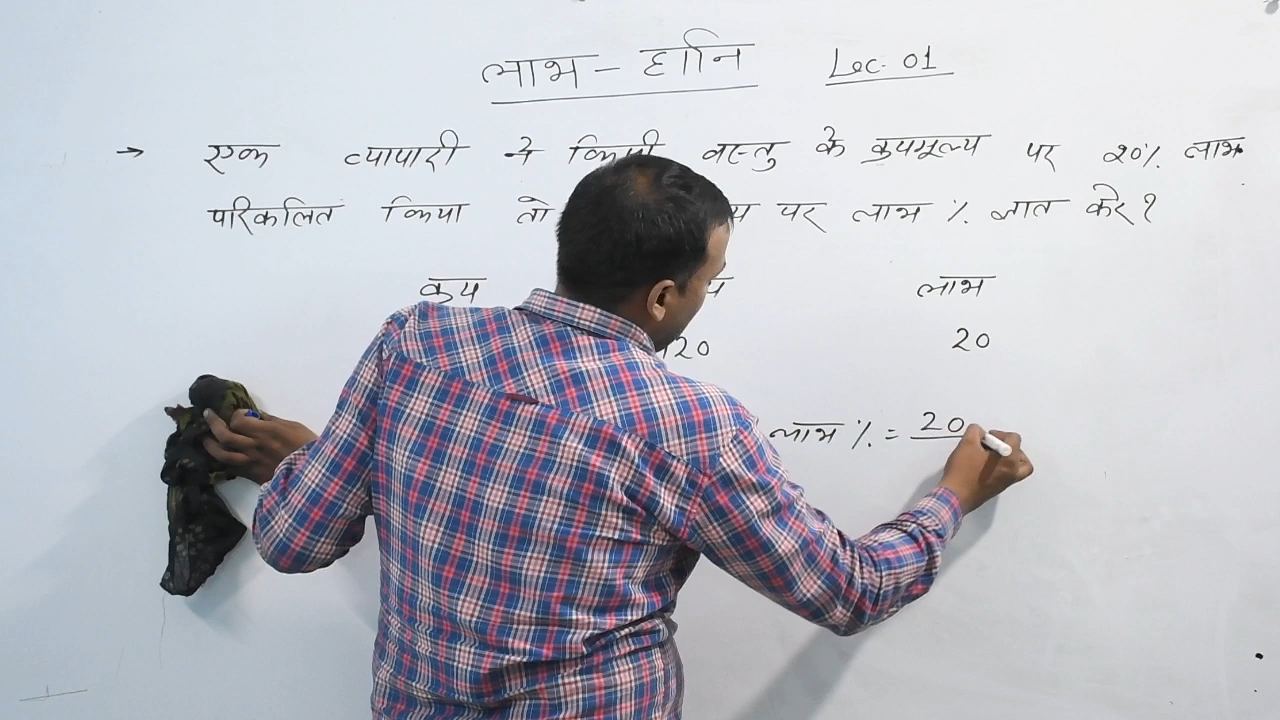 लाभ - हानि Lec. 01
→ एक व्यापारी ने किसी वस्तु के क्रयमूल्य पर 20% लाभ
परिकलित किया तो पर लाभ % ज्ञात करे ?
क्रय लाभ
120 20
लाभ % = 20